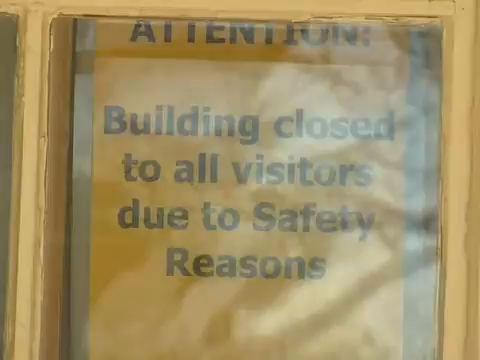 ATTENTION:
Building closed
to all visitors
due to Safety
Reasons